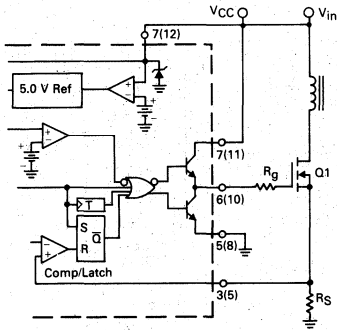 VCC
Vin
7(12)
5.0 V Ref
+
−
+
−
+
−
+
−
7(11)
Rg
Q1
6(10)
T
S
Q
R
5(8)
+
−
Comp/Latch
3(5)
RS